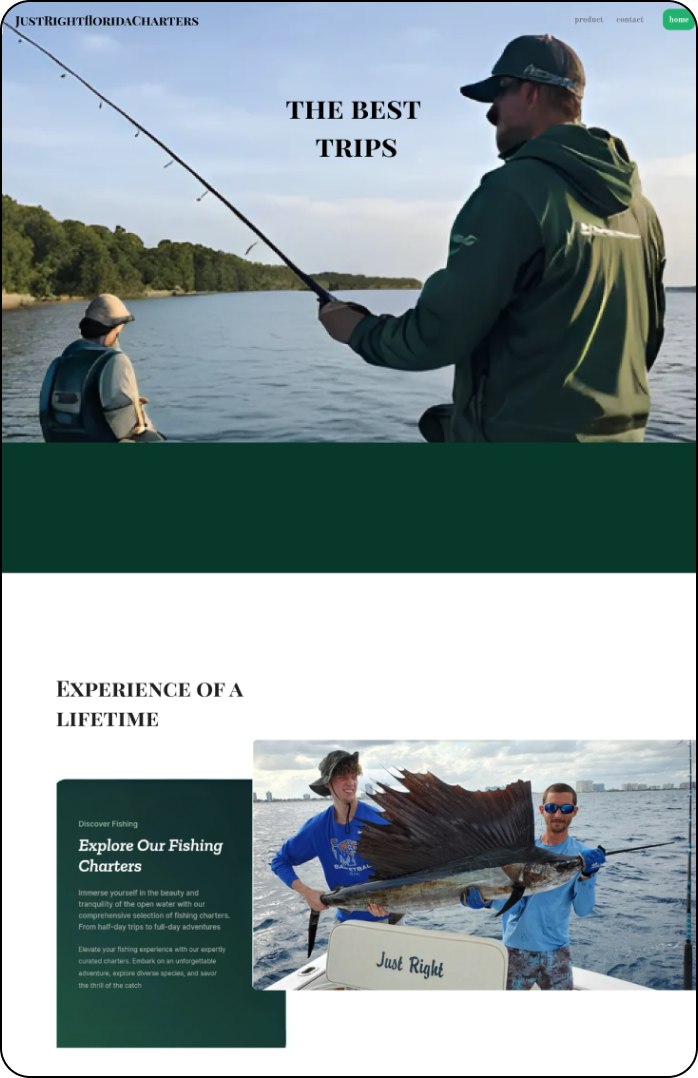 JustRightfloridaCharters
product contact home
THE BEST
TRIPS
Experience of a
lifetime
Discover Fishing
Explore Our Fishing
Charters
Immerse yourself in the beauty and
tranquility of the open water with our
comprehensive selection of fishing charters.
From half-day trips to full-day adventures
Elevate your fishing experience with our expertly
curated charters. Embark on an unforgettable
adventure, explore diverse species, and savor
the thrill of the catch
Just Right